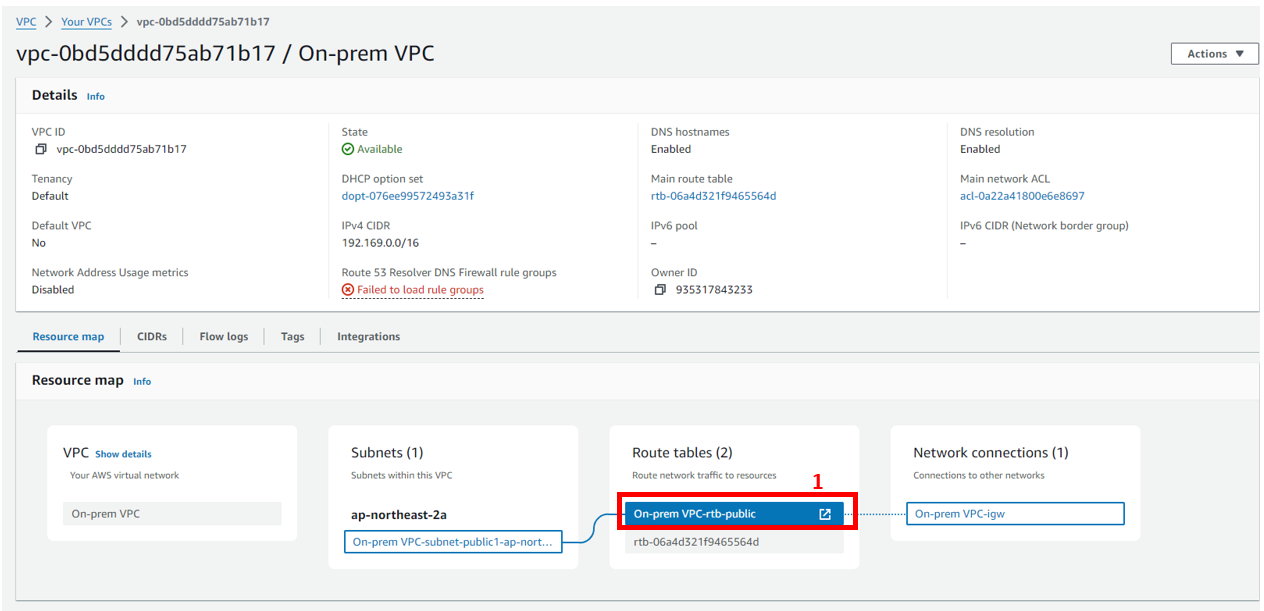 VPC > Your VPCs > vpc-0bd5dddd75ab71b17
vpc-0bd5dddd75ab71b17 / On-prem VPC
Actions ▼
Details Info
VPC ID
vpc-0bd5dddd75ab71b17
State
Available
DNS hostnames
Enabled
DNS resolution
Enabled
Tenancy
Default
DHCP option set
dopt-076ee99572493a31f
Main route table
rtb-06a4d321f9465564d
Main network ACL
acl-0a22a41800e6e8697
Default VPC
No
IPv4 CIDR
192.169.0.0/16
IPv6 pool
–
IPv6 CIDR (Network border group)
–
Network Address Usage metrics
Disabled
Route 53 Resolver DNS Firewall rule groups
Failed to load rule groups
Owner ID
935317843233
Resource map
CIDRs
Flow logs
Tags
Integrations
Resource map Info
VPC Show details
Your AWS virtual network
On-prem VPC
Subnets (1)
Subnets within this VPC
ap-northeast-2a
On-prem VPC-subnet-public1-ap-nort...
Route tables (2)
Route network traffic to resources
1
On-prem VPC-rtb-public
rtb-06a4d321f9465564d
Network connections (1)
Connections to other networks
On-prem VPC-igw